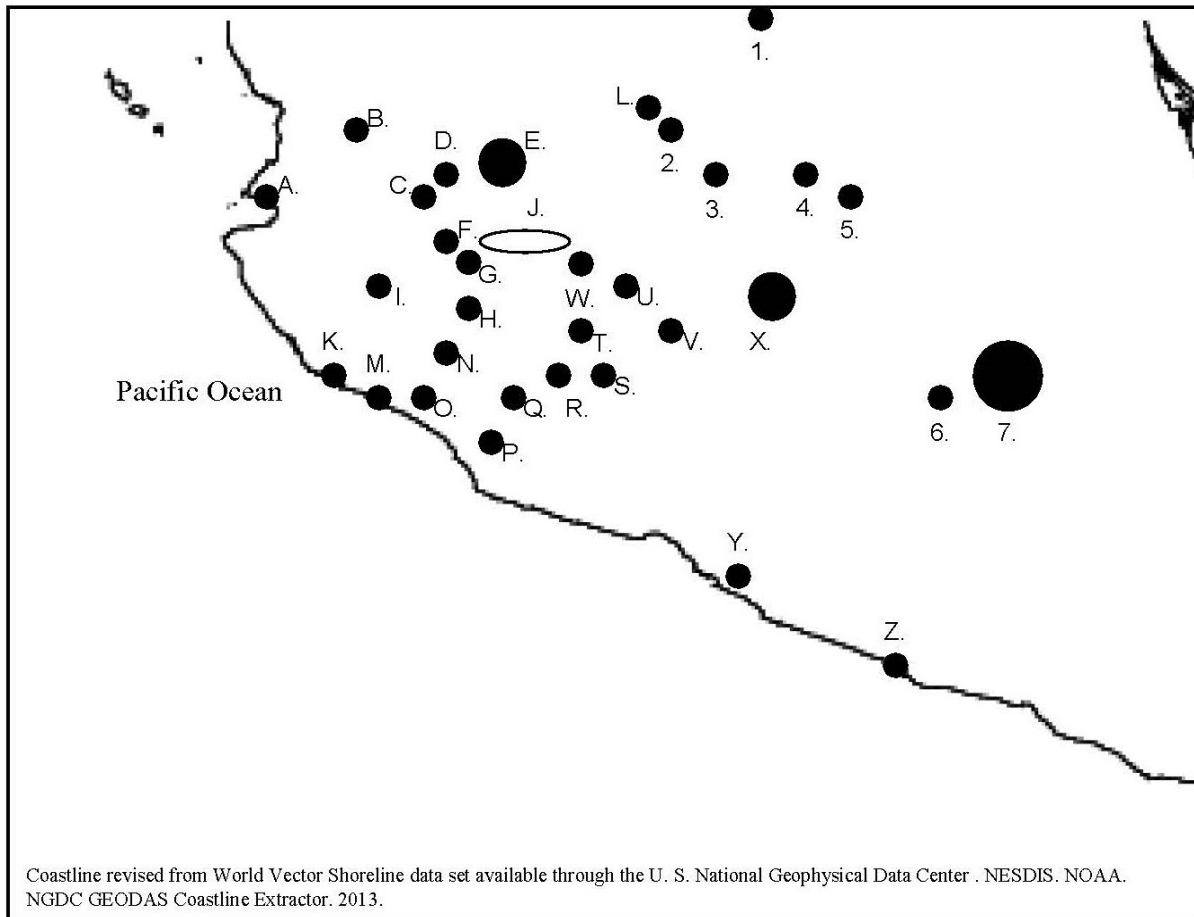 1.
L.
B.
2.
D.
E.
C.
A.
3.
4.
5.
J.
F.
G.
W.
I.
U.
H.
X.
K.
M.
N.
T.
V.
Pacific Ocean
O.
Q.
R.
S.
6.
7.
P.
Y.
Z.
Coastline revised from World Vector Shoreline data set available through the U. S. National Geophysical Data Center . NESDIS. NOAA.
NGDC GEODAS Coastline Extractor. 2013.